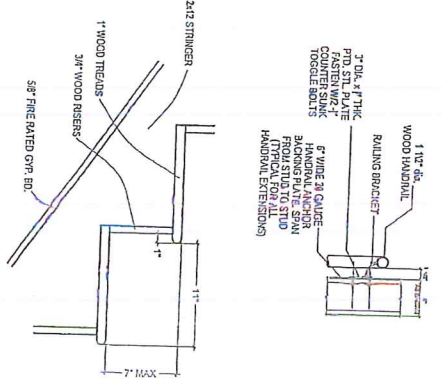 1 1/2" dia.
WOOD HANDRAIL
RAILING BRACKET
3" DIA. x
THK.
PTD. STL. PLATE
FASTEN W/2-
COUNTER SUNK
TOGGLE BOLTS
6" WIDE 20 GAUGE
HANDRAIL ANCHOR
BACKING PLATE. SPAN
FROM STUD TO STUD
(TYPICAL FOR ALL
HANDRAIL EXTENSIONS)
2x12 STRINGER
1" WOOD TREADS
3/4" WOOD RISERS
5/8" FIRE RATED GYP. BD.
1"
11"
7" MAX